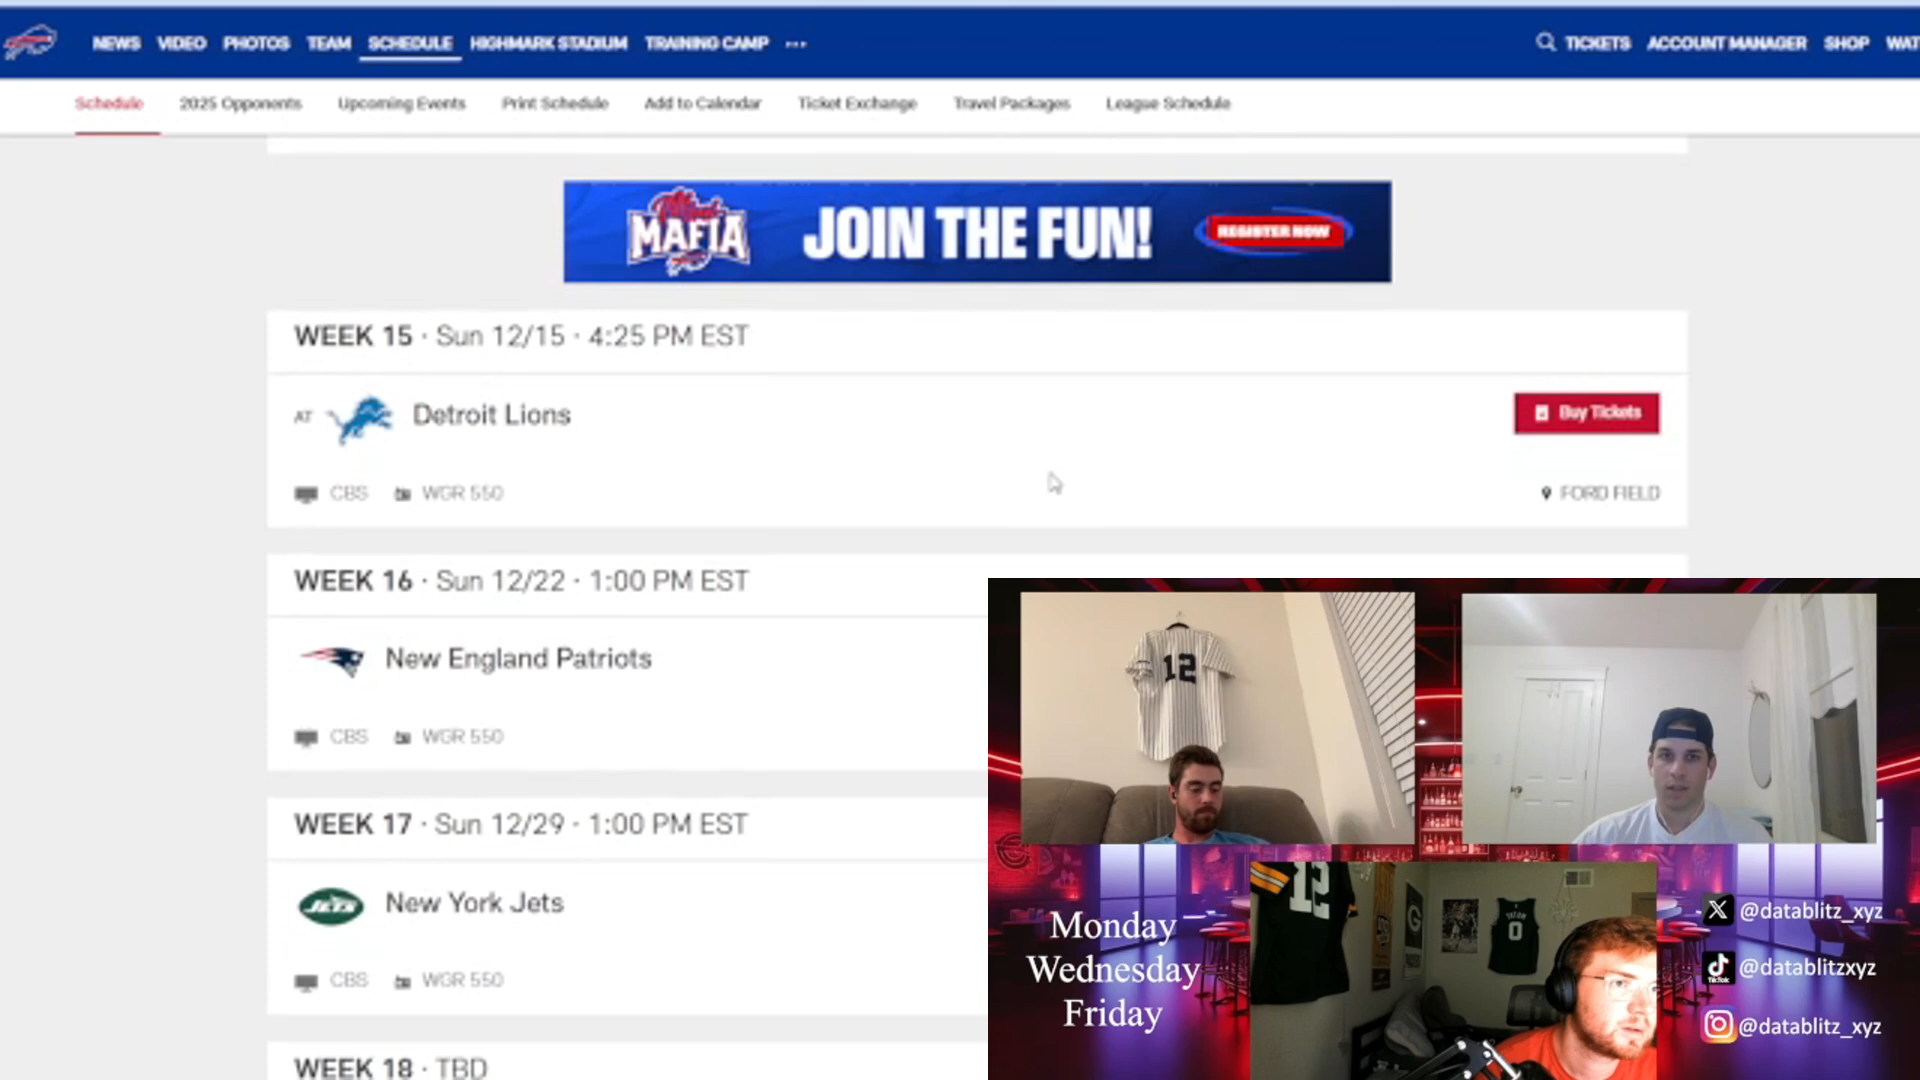 NEWS VIDEO PHOTOS TEAM SCHEDULE HIGHMARK STADIUM TRAINING CAMP ••• TICKETS ACCOUNT MANAGER SHOP WAT
Schedule 2025 Opponents Upcoming Events Print Schedule Add to Calendar Ticket Exchange Travel Packages League Schedule
MAFIA JOIN THE FUN! REGISTER NOW
WEEK 15 · Sun 12/15 · 4:25 PM EST
AT Detroit Lions Buy Tickets
CBS WGR 550 FORD FIELD
WEEK 16 · Sun 12/22 · 1:00 PM EST
New England Patriots
CBS WGR 550
WEEK 17 · Sun 12/29 · 1:00 PM EST
JETS New York Jets
CBS WGR 550
WEEK 18 · TBD
12
12
0
Monday
Wednesday
Friday
@datablitz_xyz
@datablitzxyz
@datablitz_xyz